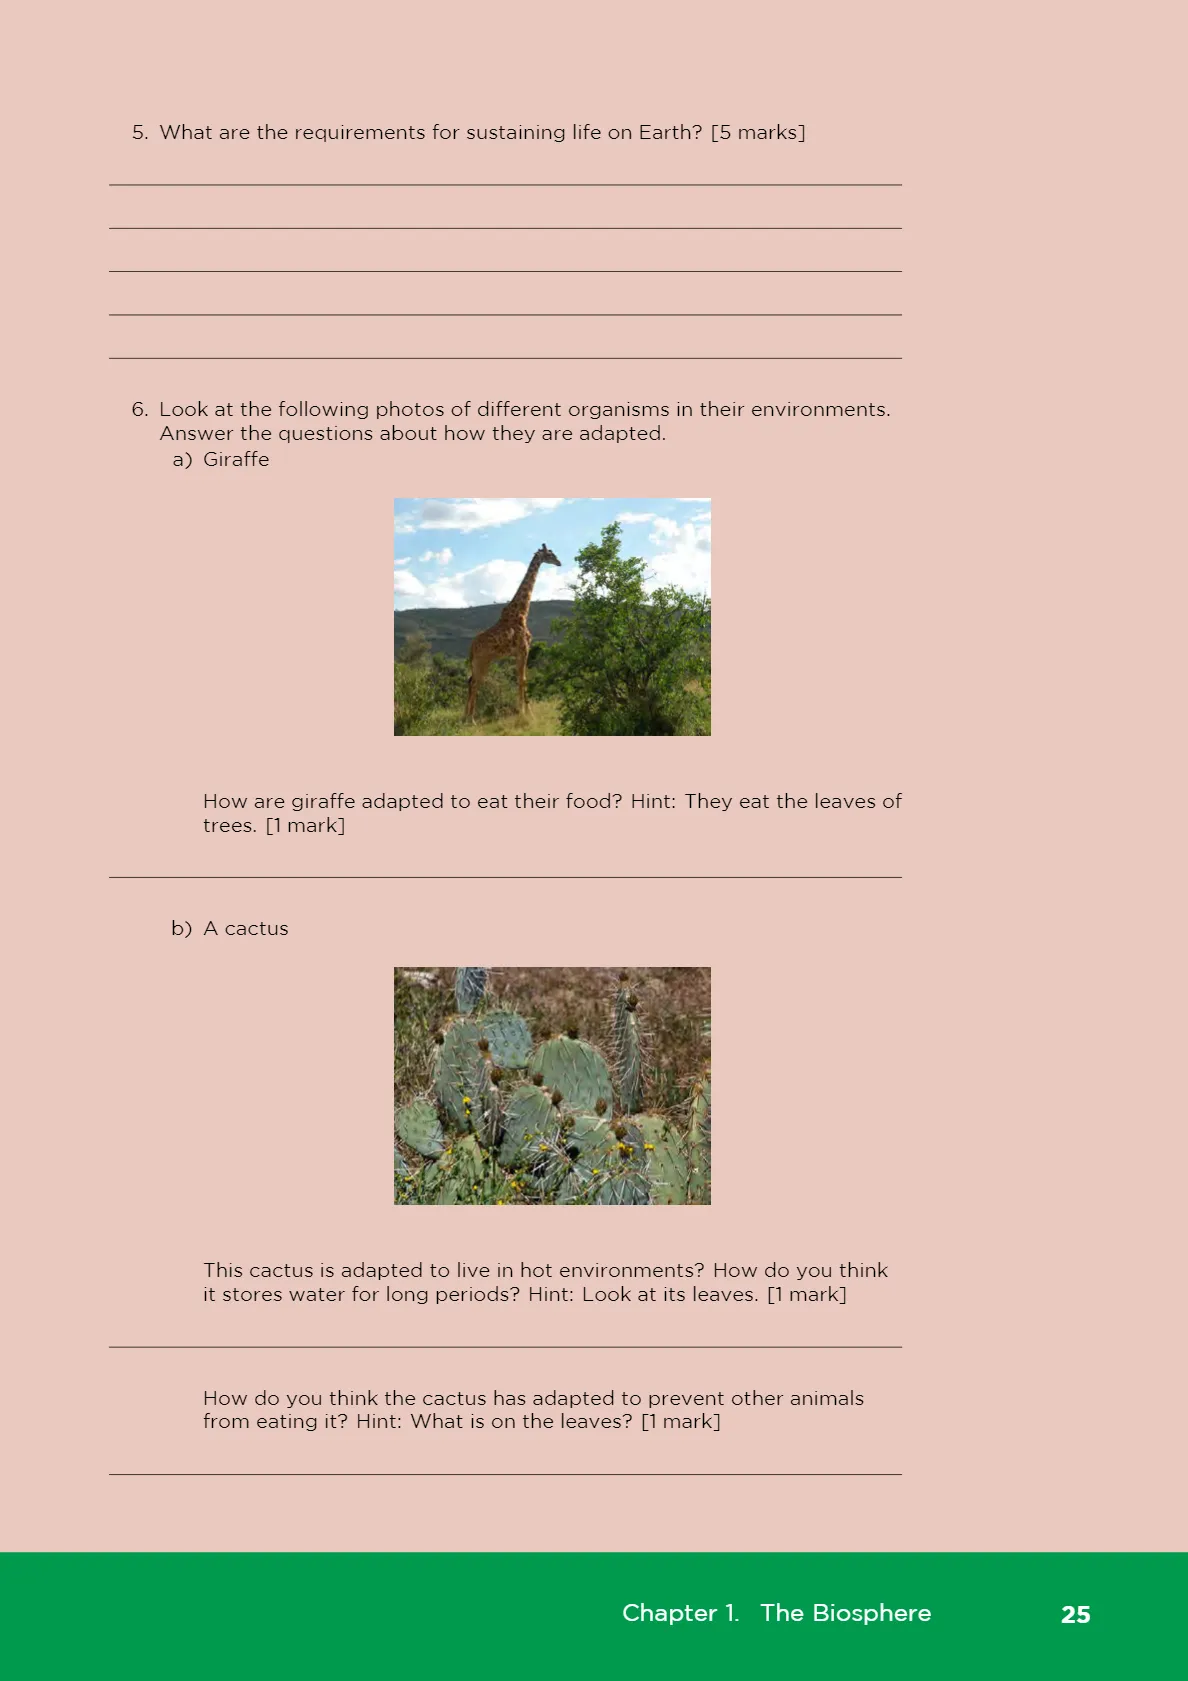 5. What are the requirements for sustaining life on Earth? [5 marks]
6. Look at the following photos of different organisms in their environments.
Answer the questions about how they are adapted.
a) Giraffe
How are giraffe adapted to eat their food? Hint: They eat the leaves of
trees. [1 mark]
b) A cactus
This cactus is adapted to live in hot environments? How do you think
it stores water for long periods? Hint: Look at its leaves. [1 mark]
How do you think the cactus has adapted to prevent other animals
from eating it? Hint: What is on the leaves? [1 mark]
Chapter 1. The Biosphere 25